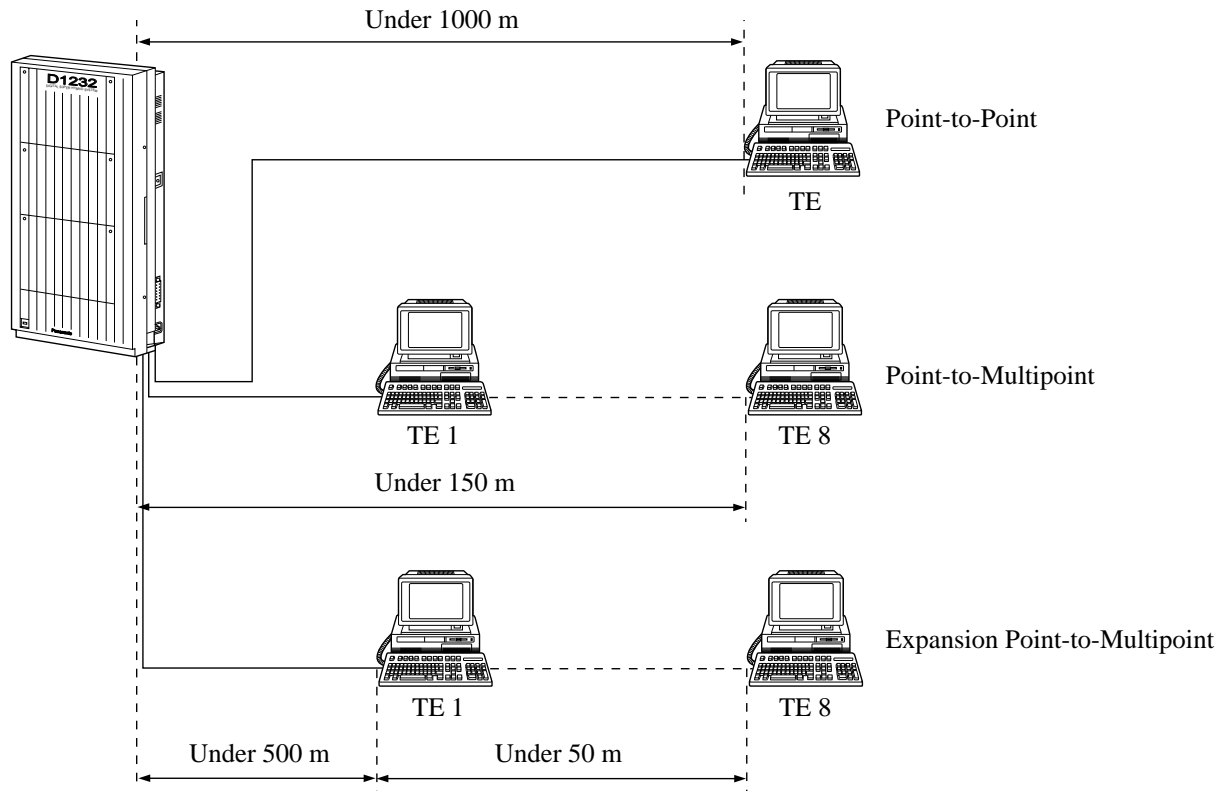 Under 1000 m
D1232
Point-to-Point
TE
Panasonic
Point-to-Multipoint
TE 1
TE 8
Under 150 m
Expansion Point-to-Multipoint
TE 1
TE 8
Under 500 m
Under 50 m